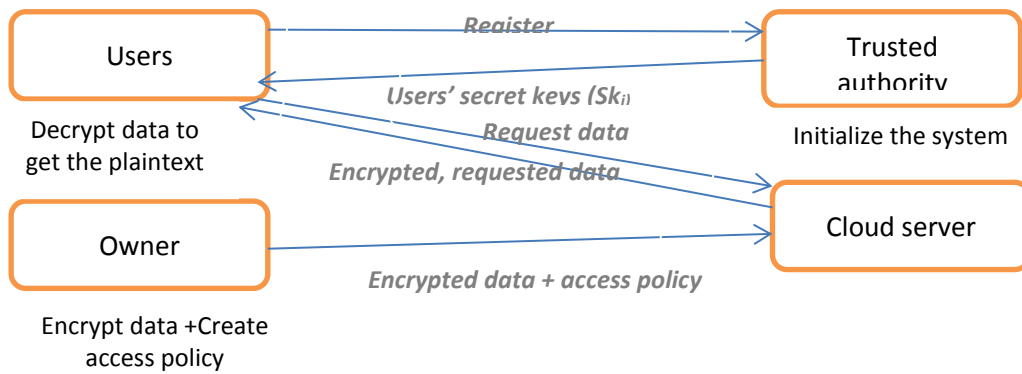 Register
Users
Trusted
authority
Users' secret keys (Skᵢ)
Request data
Decrypt data to
get the plaintext
Initialize the system
Encrypted, requested data
Owner
Cloud server
Encrypted data + access policy
Encrypt data +Create
access policy